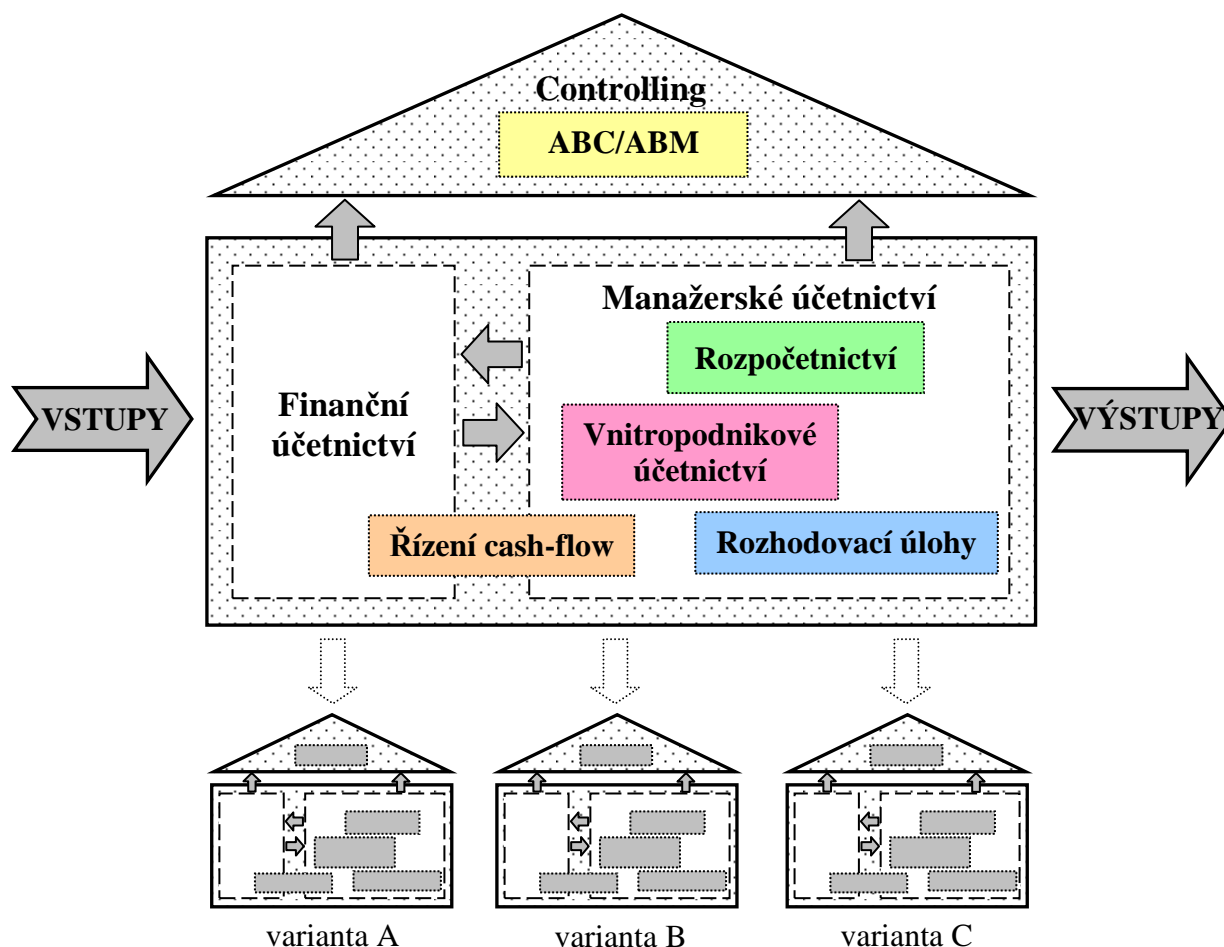 Controlling
ABC/ABM
Manažerské účetnictví
Rozpočetnictví
VSTUPY
Finanční
účetnictví
Vnitropodnikové
účetnictví
VÝSTUPY
Řízení cash-flow
Rozhodovací úlohy
varianta A
varianta B
varianta C